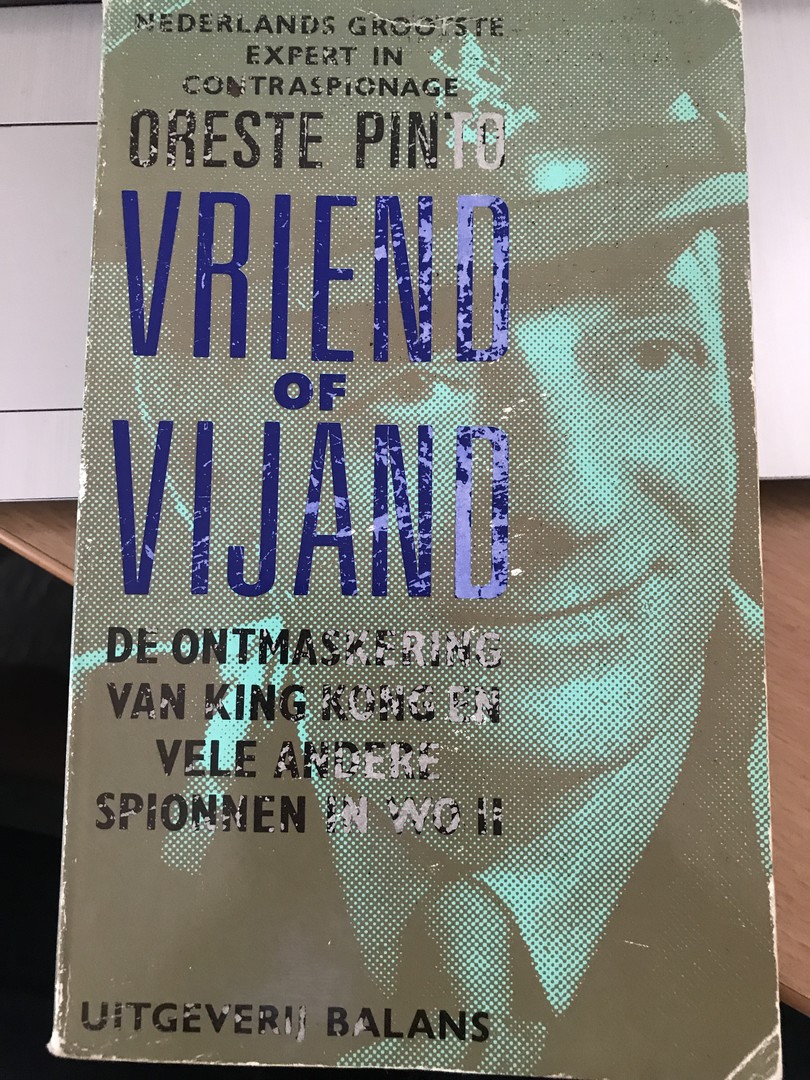 NEDERLANDS GROOTSTE
EXPERT IN
CONTRASPIONAGE
ORESTE PINTO
VRIEND
OF
VIJAND
DE ONTMASKERING
VAN KING KONG EN
VELE ANDERE
SPIONNEN IN WO II
UITGEVERIJ BALANS